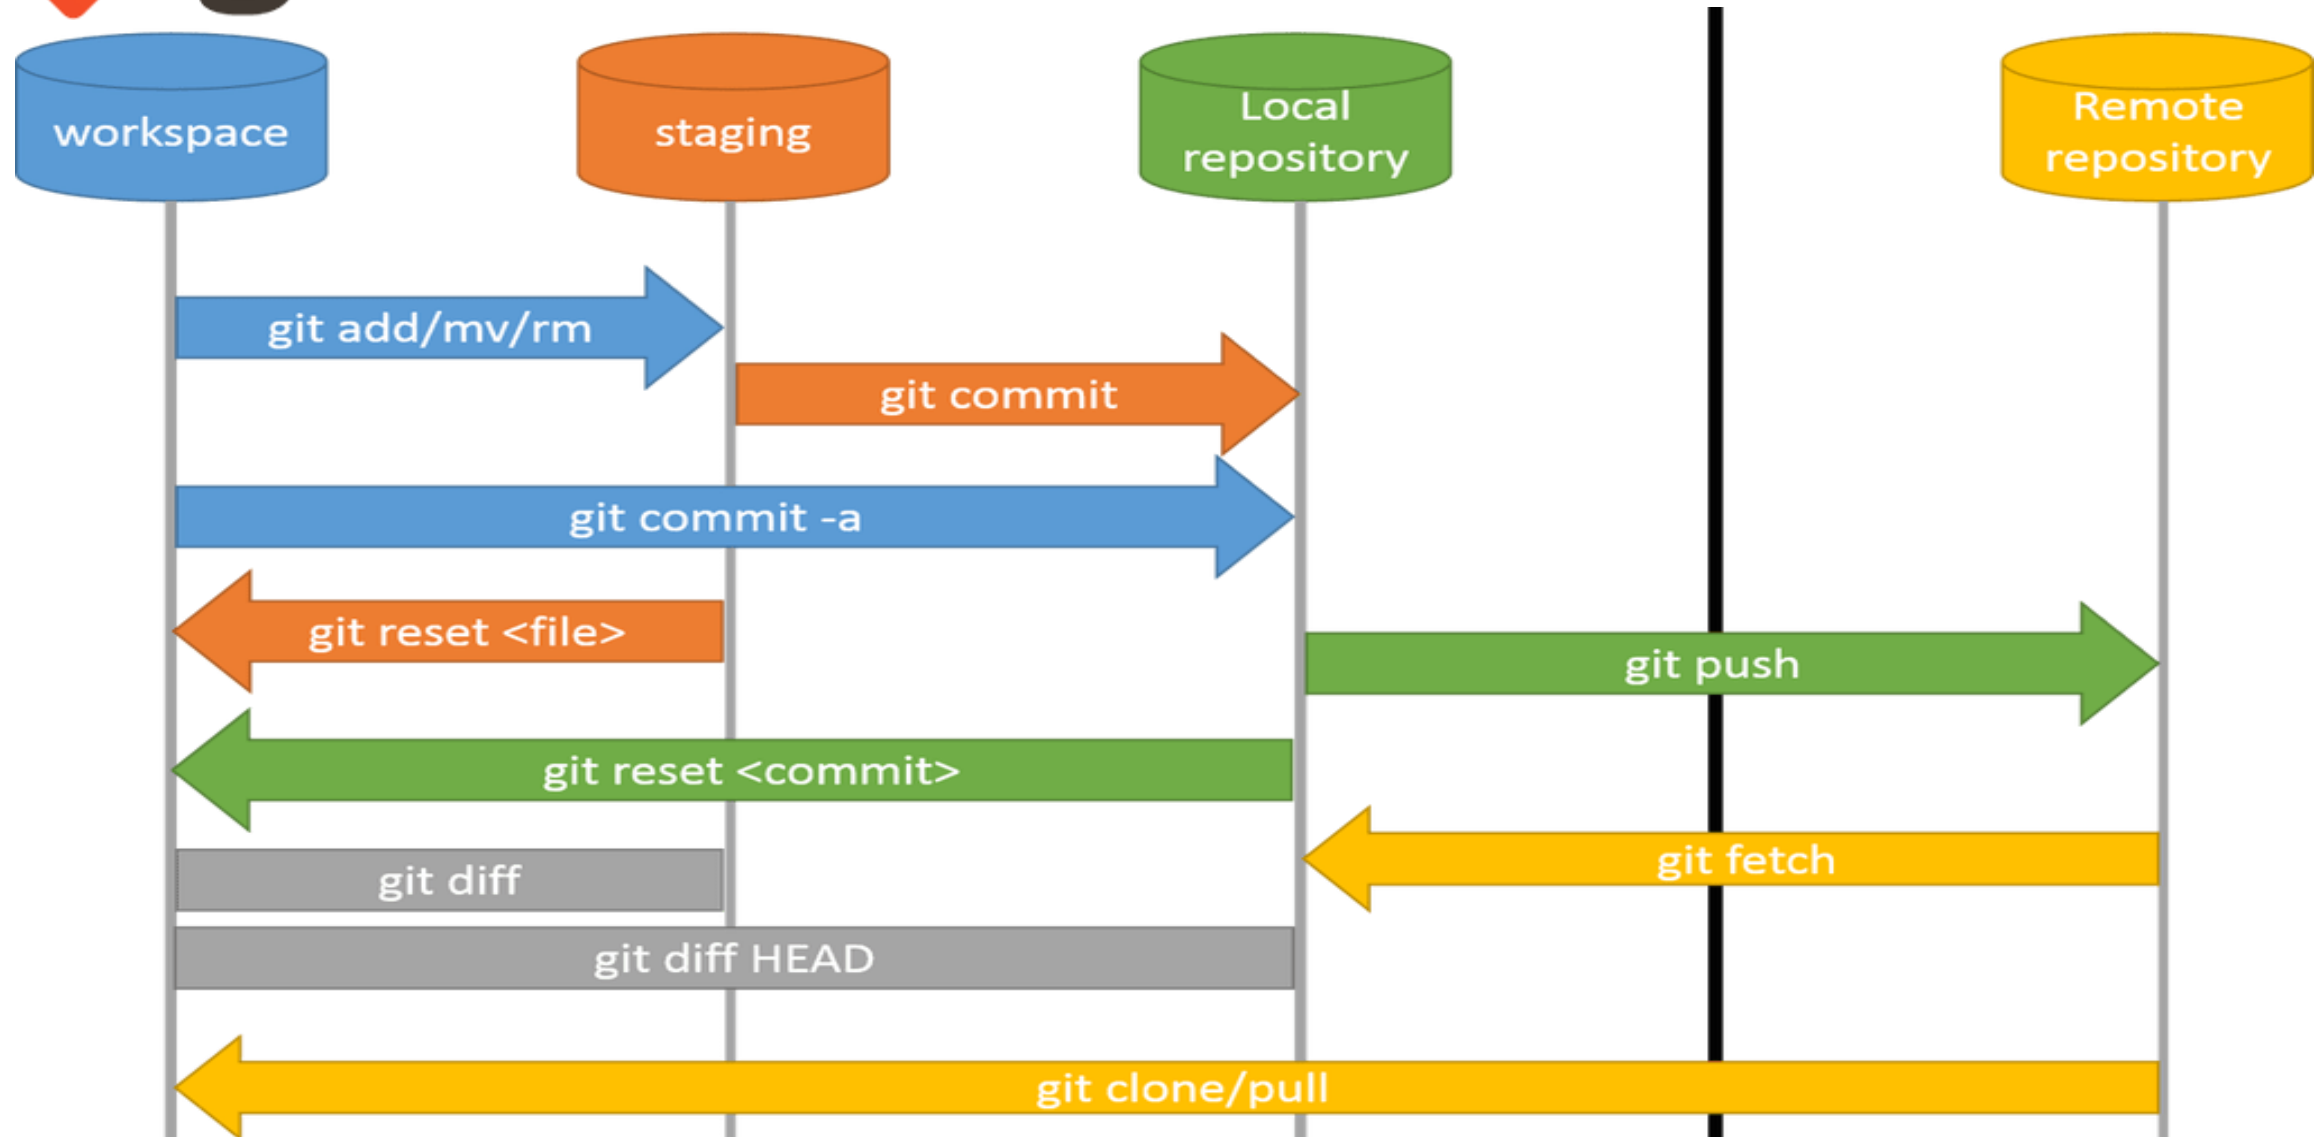 workspace
staging
Local
repository
Remote
repository
git add/mv/rm
git commit
git commit -a
git reset <file>
git push
git reset <commit>
git fetch
git diff
git diff HEAD
git clone/pull